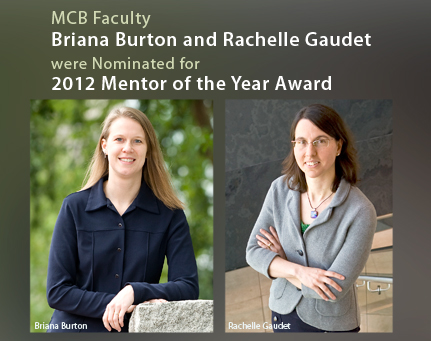 MCB Faculty
Briana Burton and Rachelle Gaudet
were Nominated for
2012 Mentor of the Year Award
Briana Burton
Rachelle Gaudet